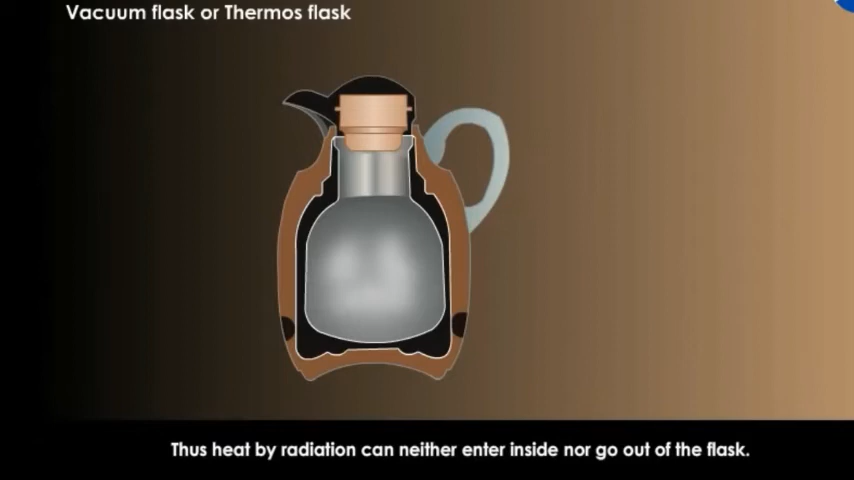 Vacuum flask or Thermos flask
Thus heat by radiation can neither enter inside nor go out of the flask.